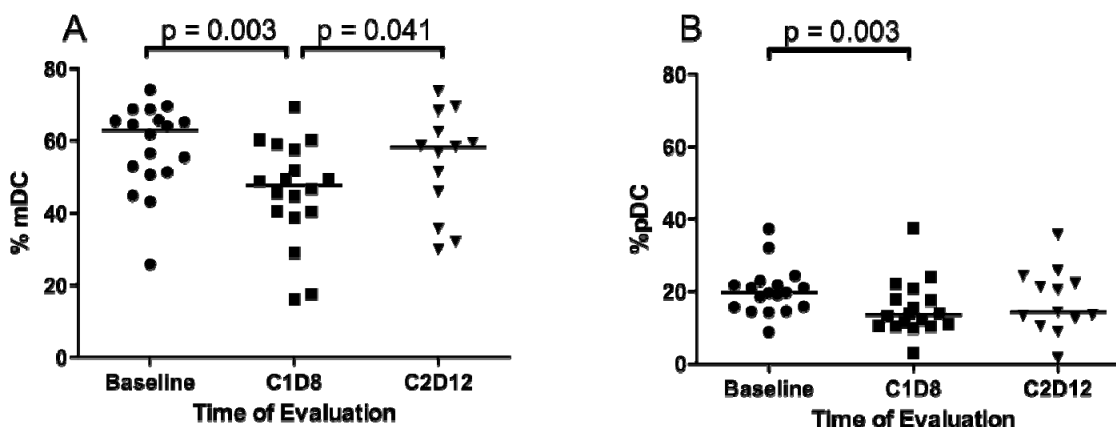 A
p = 0.003 p = 0.041
% mDC
80
60
40
20
0
Baseline C1D8 C2D12
Time of Evaluation
B
p = 0.003
%pDC
80
60
40
20
0
Baseline C1D8 C2D12
Time of Evaluation